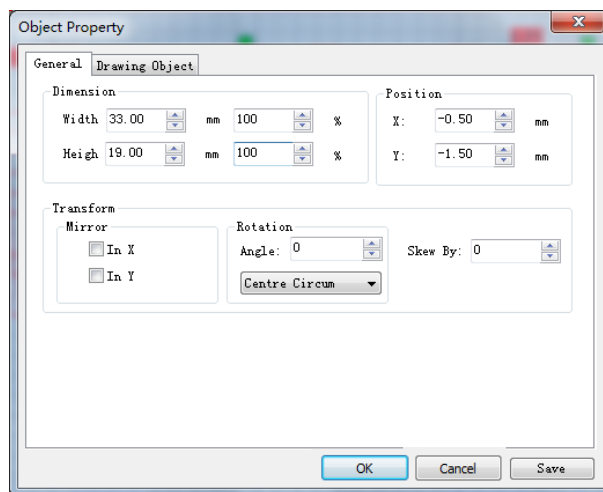 Object Property
General Drawing Object
Dimension
Width 33.00 mm 100 %
Heigh 19.00 mm 100 %
Position
X: -0.50 mm
Y: -1.50 mm
Transform
Mirror
In X
In Y
Rotation
Angle: 0
Centre Circum
Skew By: 0
OK Cancel Save